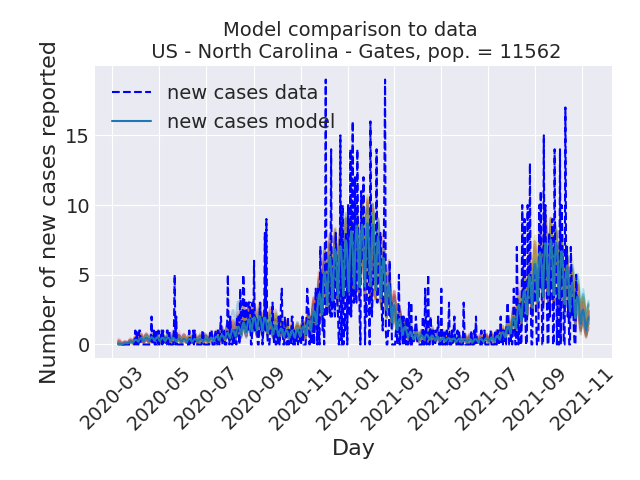 Model comparison to data
US - North Carolina - Gates, pop. = 11562
new cases data
new cases model
Number of new cases reported
15
10
5
0
2020-03
2020-05
2020-07
2020-09
2020-11
2021-01
2021-03
2021-05
2021-07
2021-09
2021-11
Day